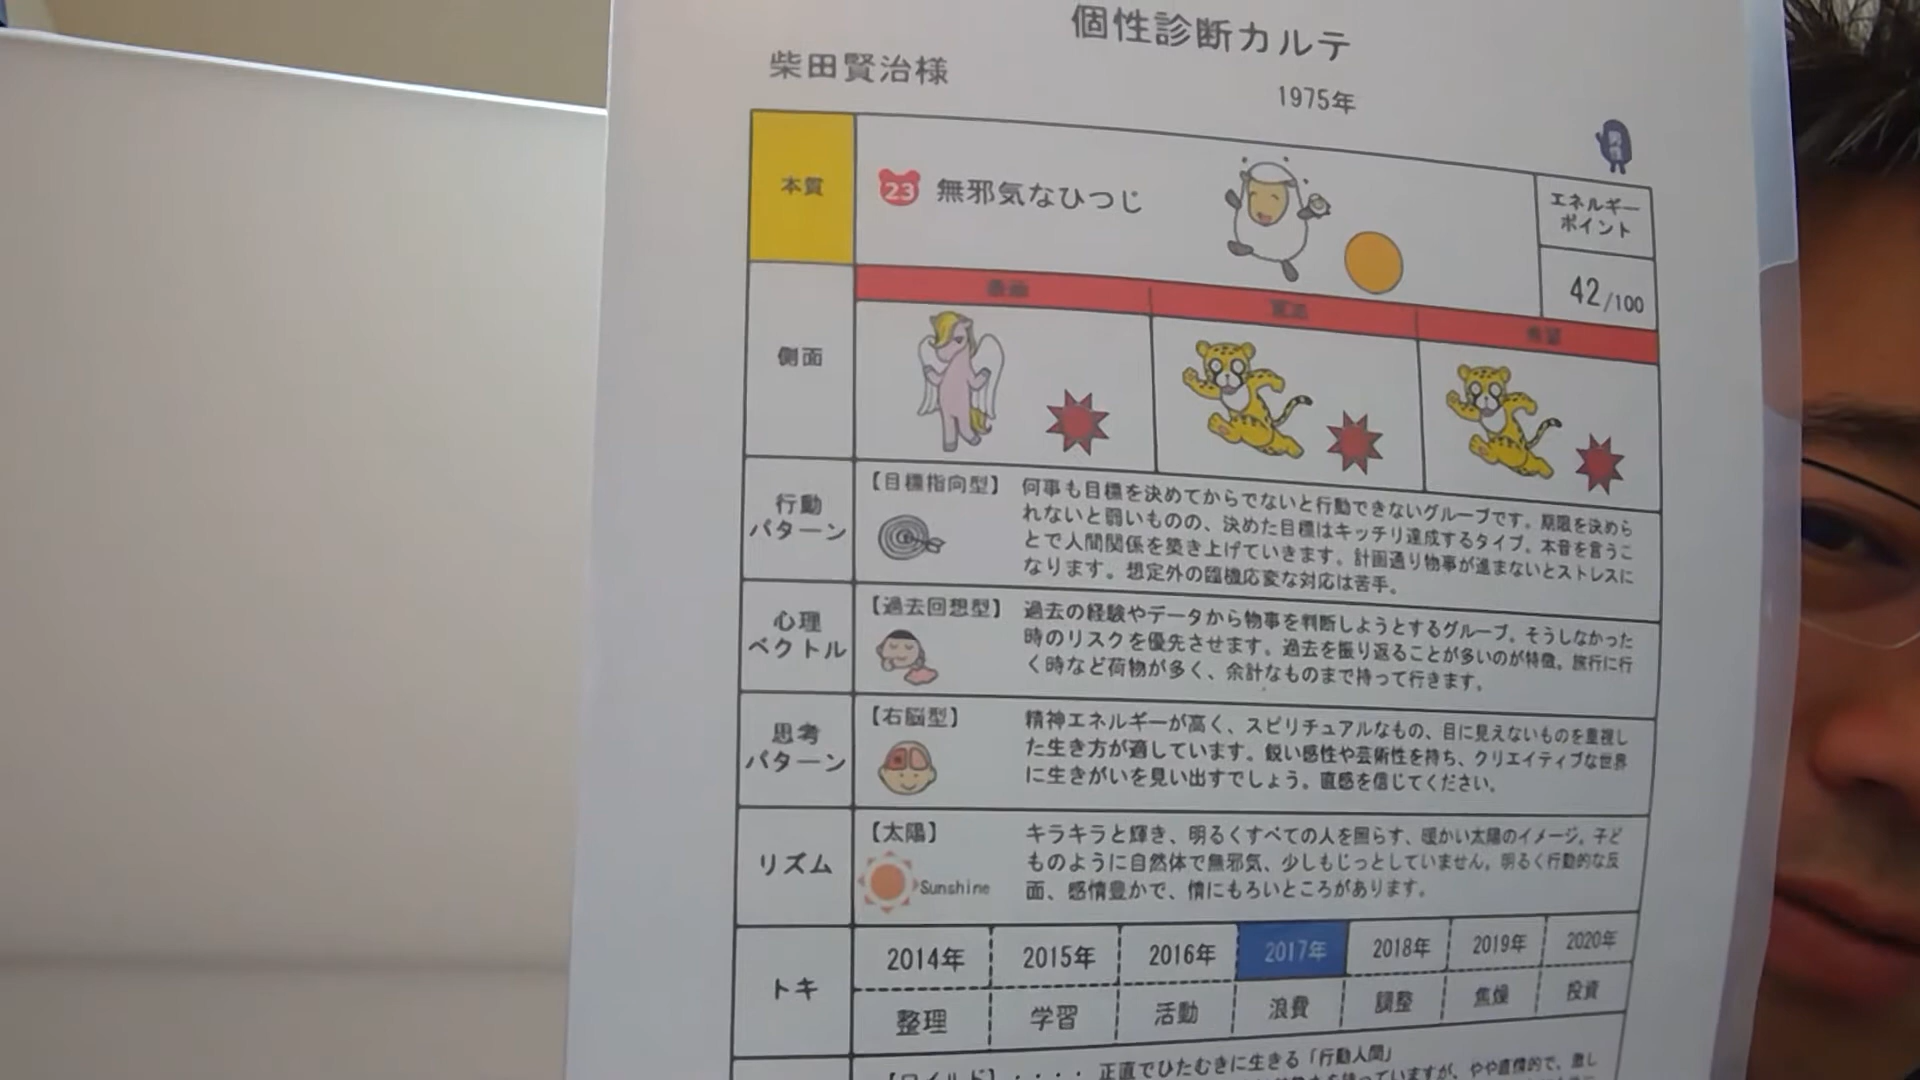 個性診断カルテ
柴田賢治様
1975年
男性
本質
23 無邪気なひつじ
エネルギー
ポイント
42/100
側面
希望
行動
パターン
【目標指向型】
何事も目標を決めてからでないと行動できないグループです。期限を決めら
れないと弱いものの、決めた目標はキッチリ達成するタイプ。本音を言うこ
とで人間関係を築き上げていきます。計画通り物事が進まないとストレスに
なります。想定外の臨機応変な対応は苦手。
心理
ベクトル
【過去回想型】
過去の経験やデータから物事を判断しようとするグループ。そうしなかった
時のリスクを優先させます。過去を振り返ることが多いのが特徴。旅行に行
く時など荷物が多く、余計なものまで持って行きます。
思考
パターン
【右脳型】
精神エネルギーが高く、スピリチュアルなもの、目に見えないものを重視し
た生き方が適しています。鋭い感性や芸術性を持ち、クリエイティブな世界
に生きがいを見い出すでしょう。直感を信じてください。
リズム
【太陽】
Sunshine
キラキラと輝き、明るくすべての人を照らす、暖かい太陽のイメージ。子ど
ものように自然体で無邪気、少しもじっとしていません。明るく行動的な反
面、感情豊かで、情にもろいところがあります。
トキ
2014年 2015年 2016年 2017年 2018年 2019年 2020年
整理 学習 活動 浪費 調整 焦燥 投資
・・・・正直でひたむきに生きる「行動人間」